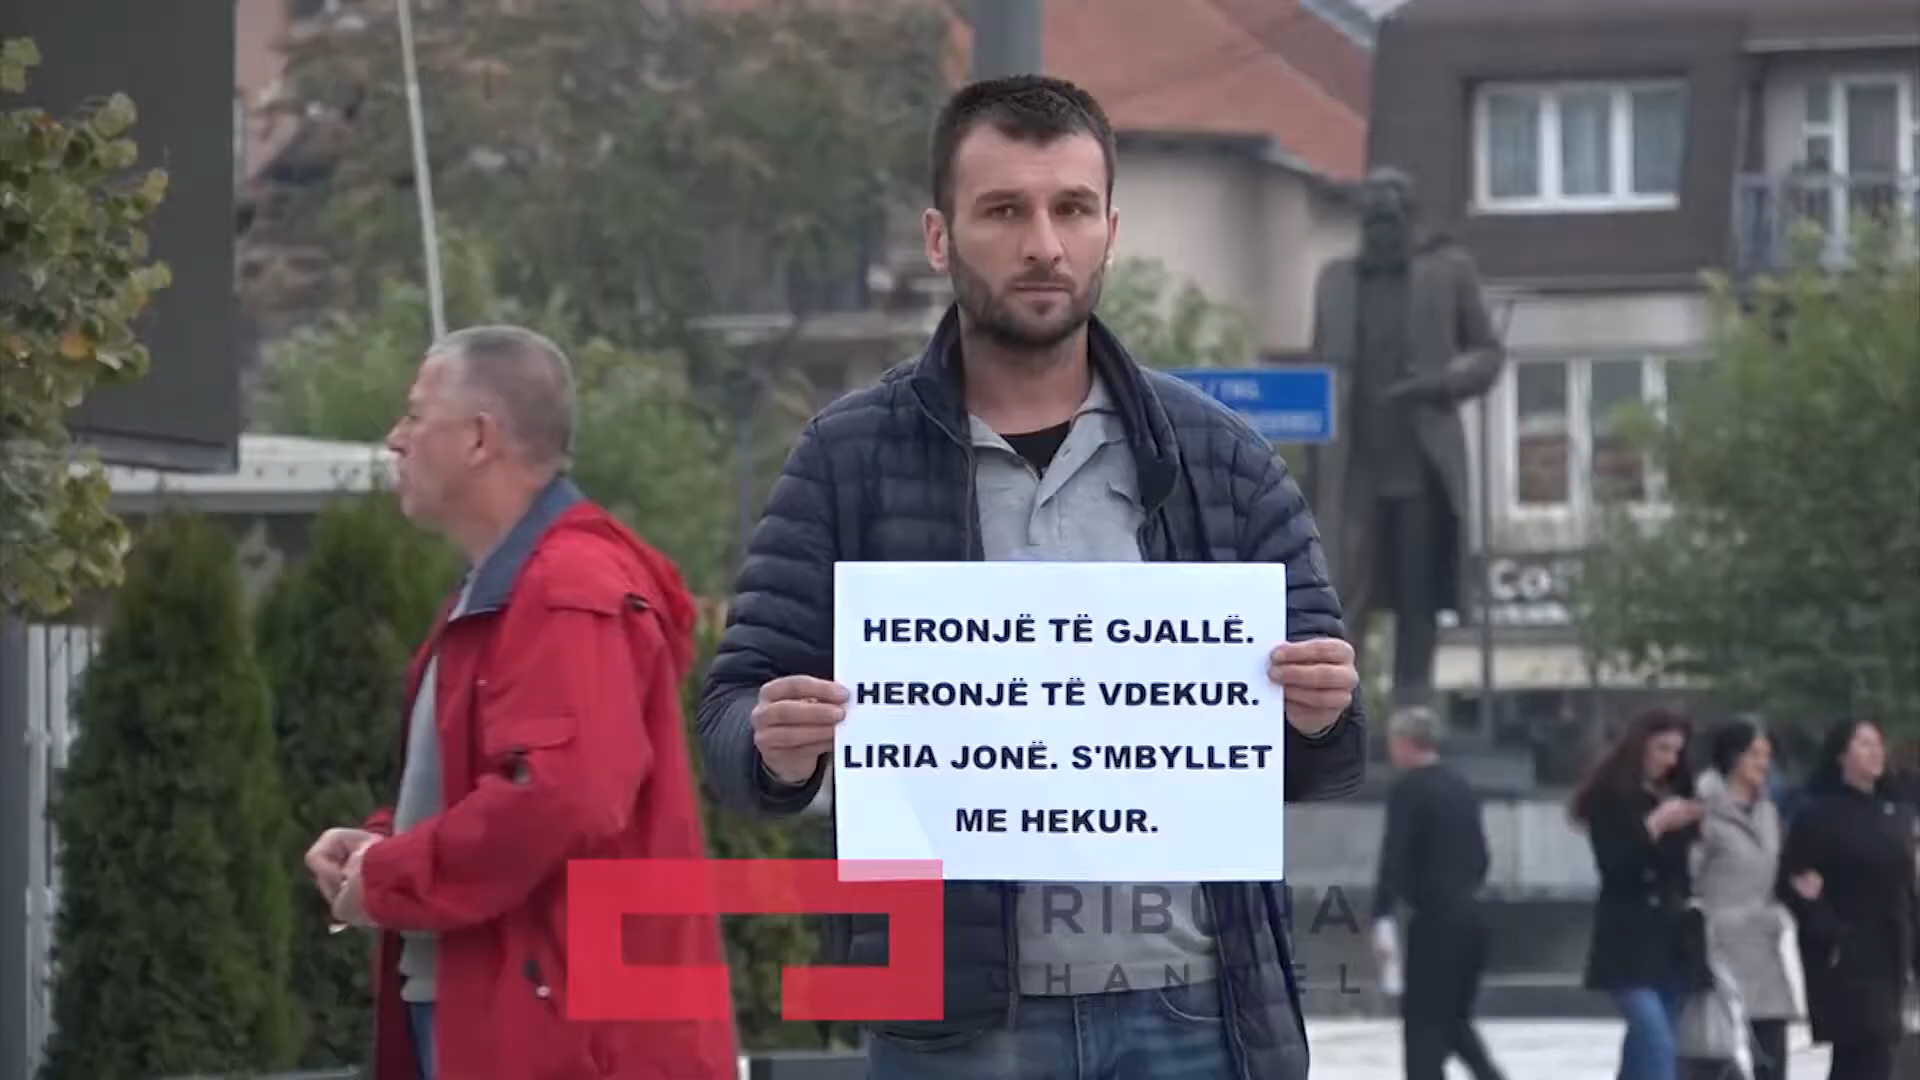 HERONJË TË GJALLË.
HERONJË TË VDEKUR.
LIRIA JONË. S'MBYLLET
ME HEKUR.
TRIBUNA
CHANNEL